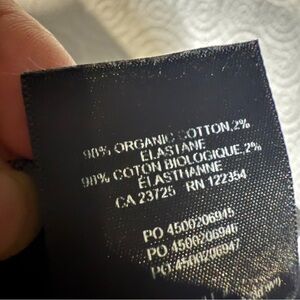 98% ORGANIC COTTON,2%
ELASTANE
98% COTON BIOLOGIQUE,2%
ÉLASTHANNE
CA 23725 RN 122354
PO 4500206945
PO 4500206946
PO 4500206947